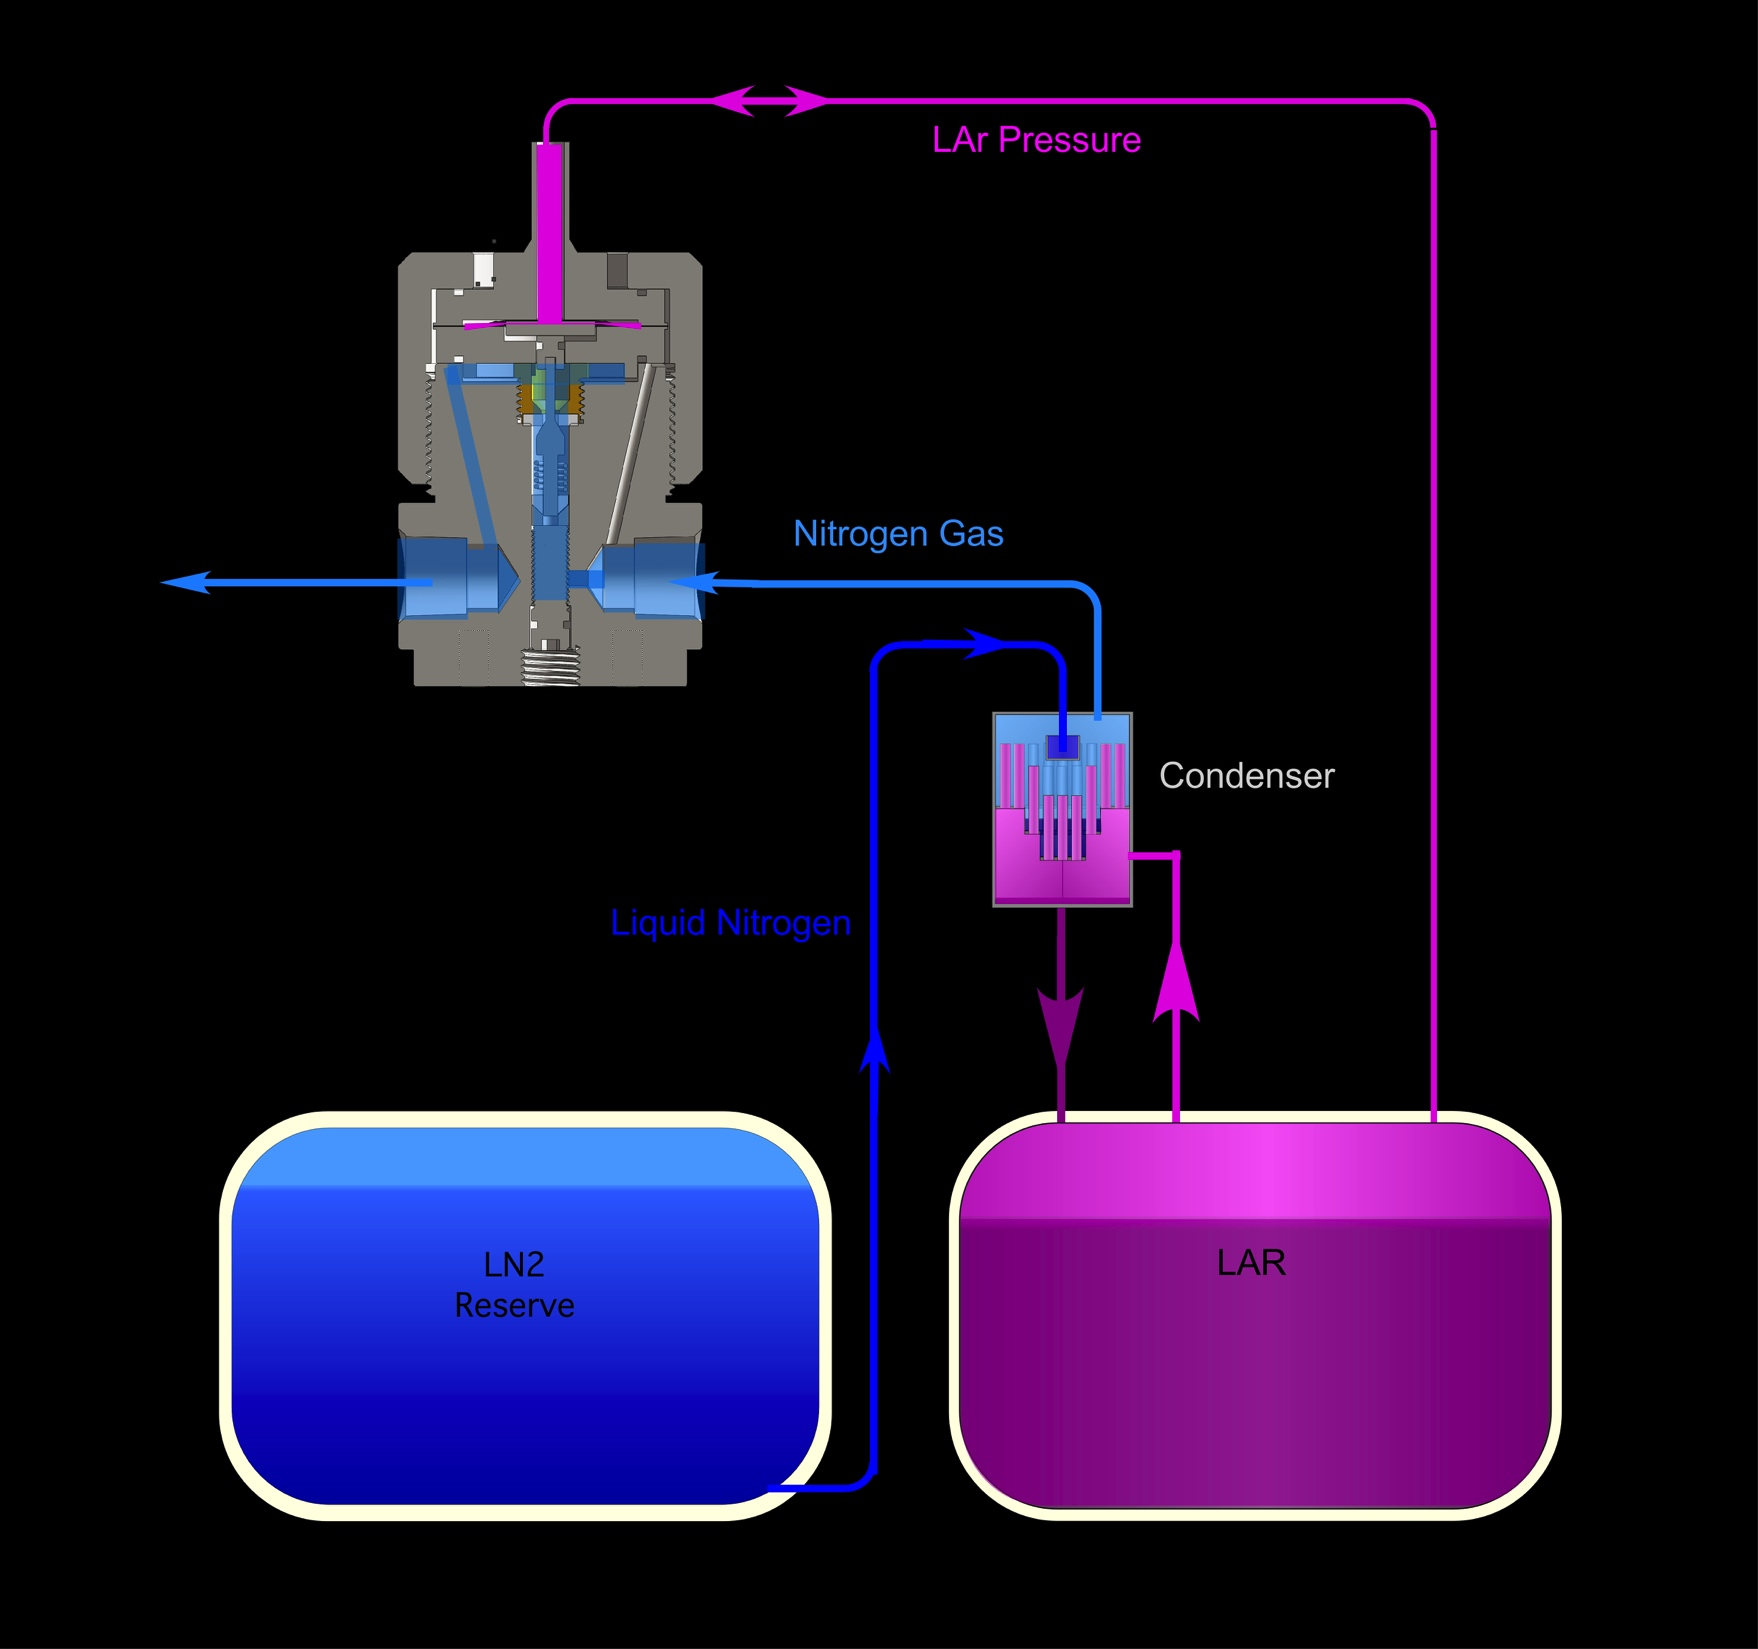 LAr Pressure
Nitrogen Gas
Condenser
Liquid Nitrogen
LN2
Reserve
LAR